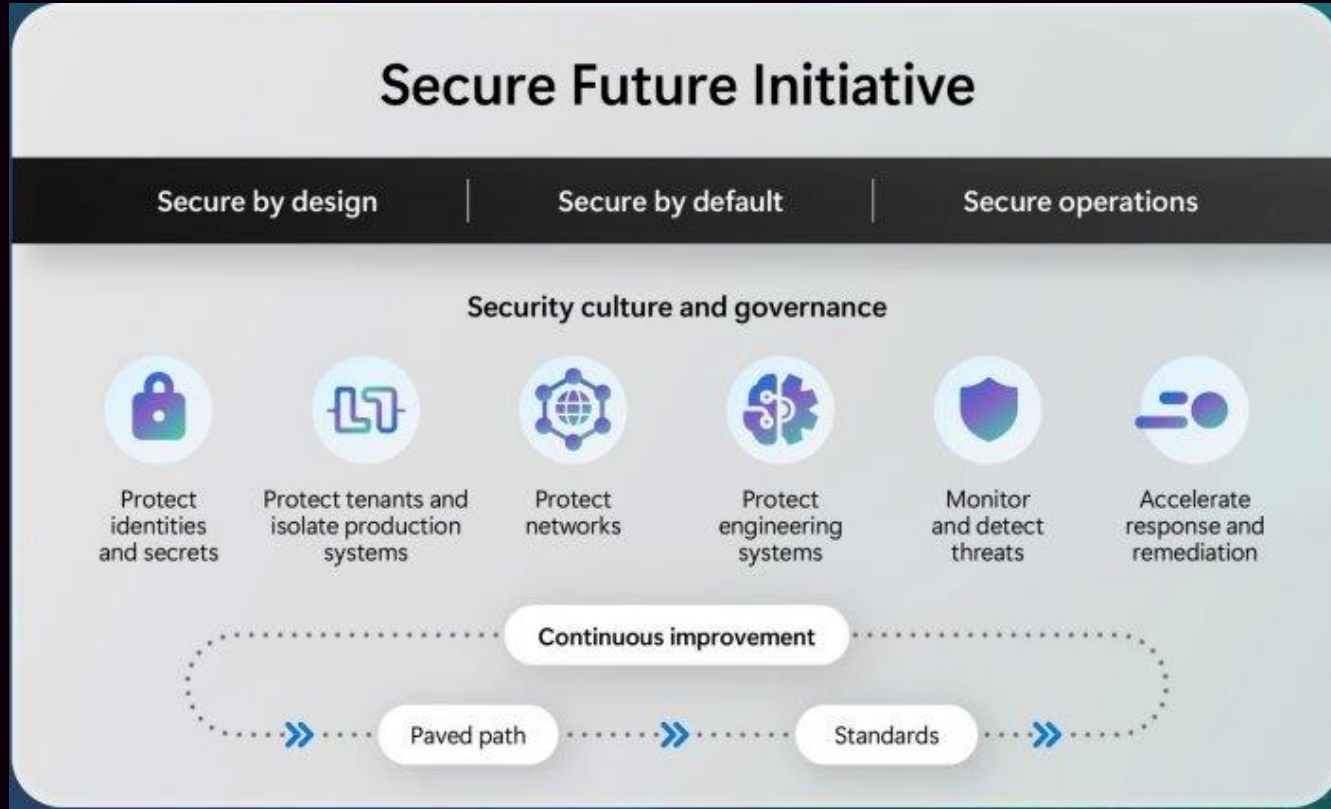 Secure Future Initiative
Secure by design
Secure by default
Secure operations
Security culture and governance
Protect
identities
and secrets
Protect tenants and
isolate production
systems
Protect
networks
Protect
engineering
systems
Monitor
and detect
threats
Accelerate
response and
remediation
Continuous improvement
Paved path
Standards